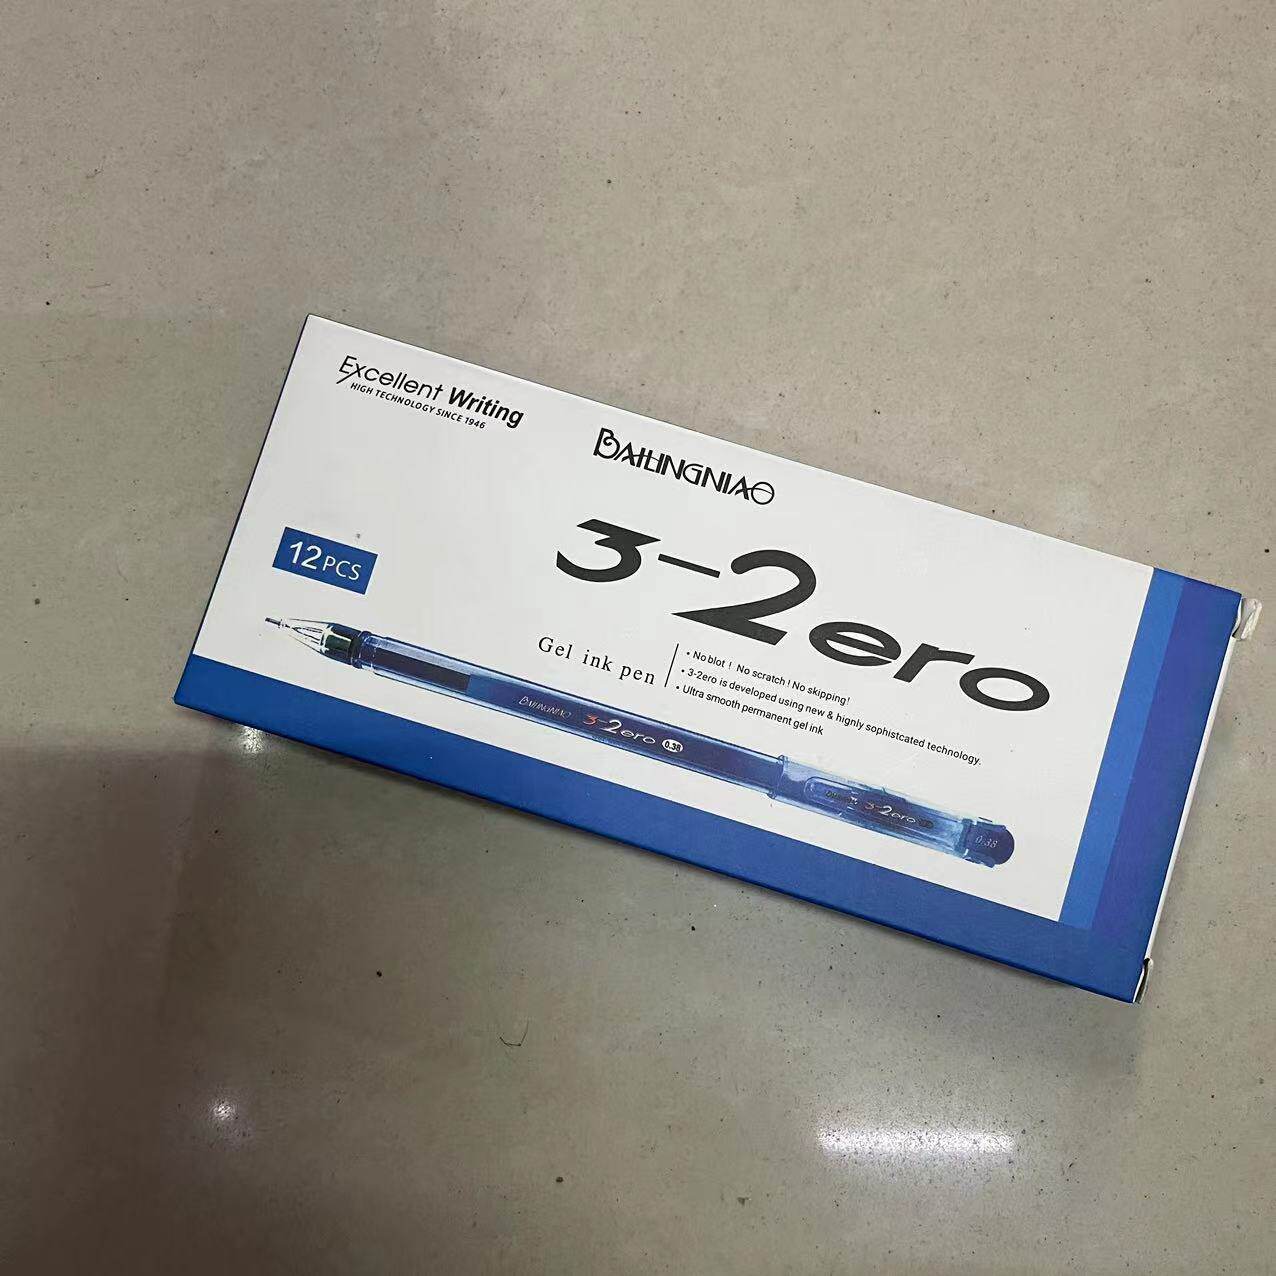 Excellent Writing
HIGH TECHNOLOGY SINCE 1946
BAILINGNIAO
3-2ero
12PCS
Gel ink pen
• No blot！ No scratch！No skipping!
• 3-2ero is developed using new & highly sophistcated technology.
• Ultra smooth permanent gel ink
BAILINGNIAO 3-2ero 0.38
3-2ero
0.38